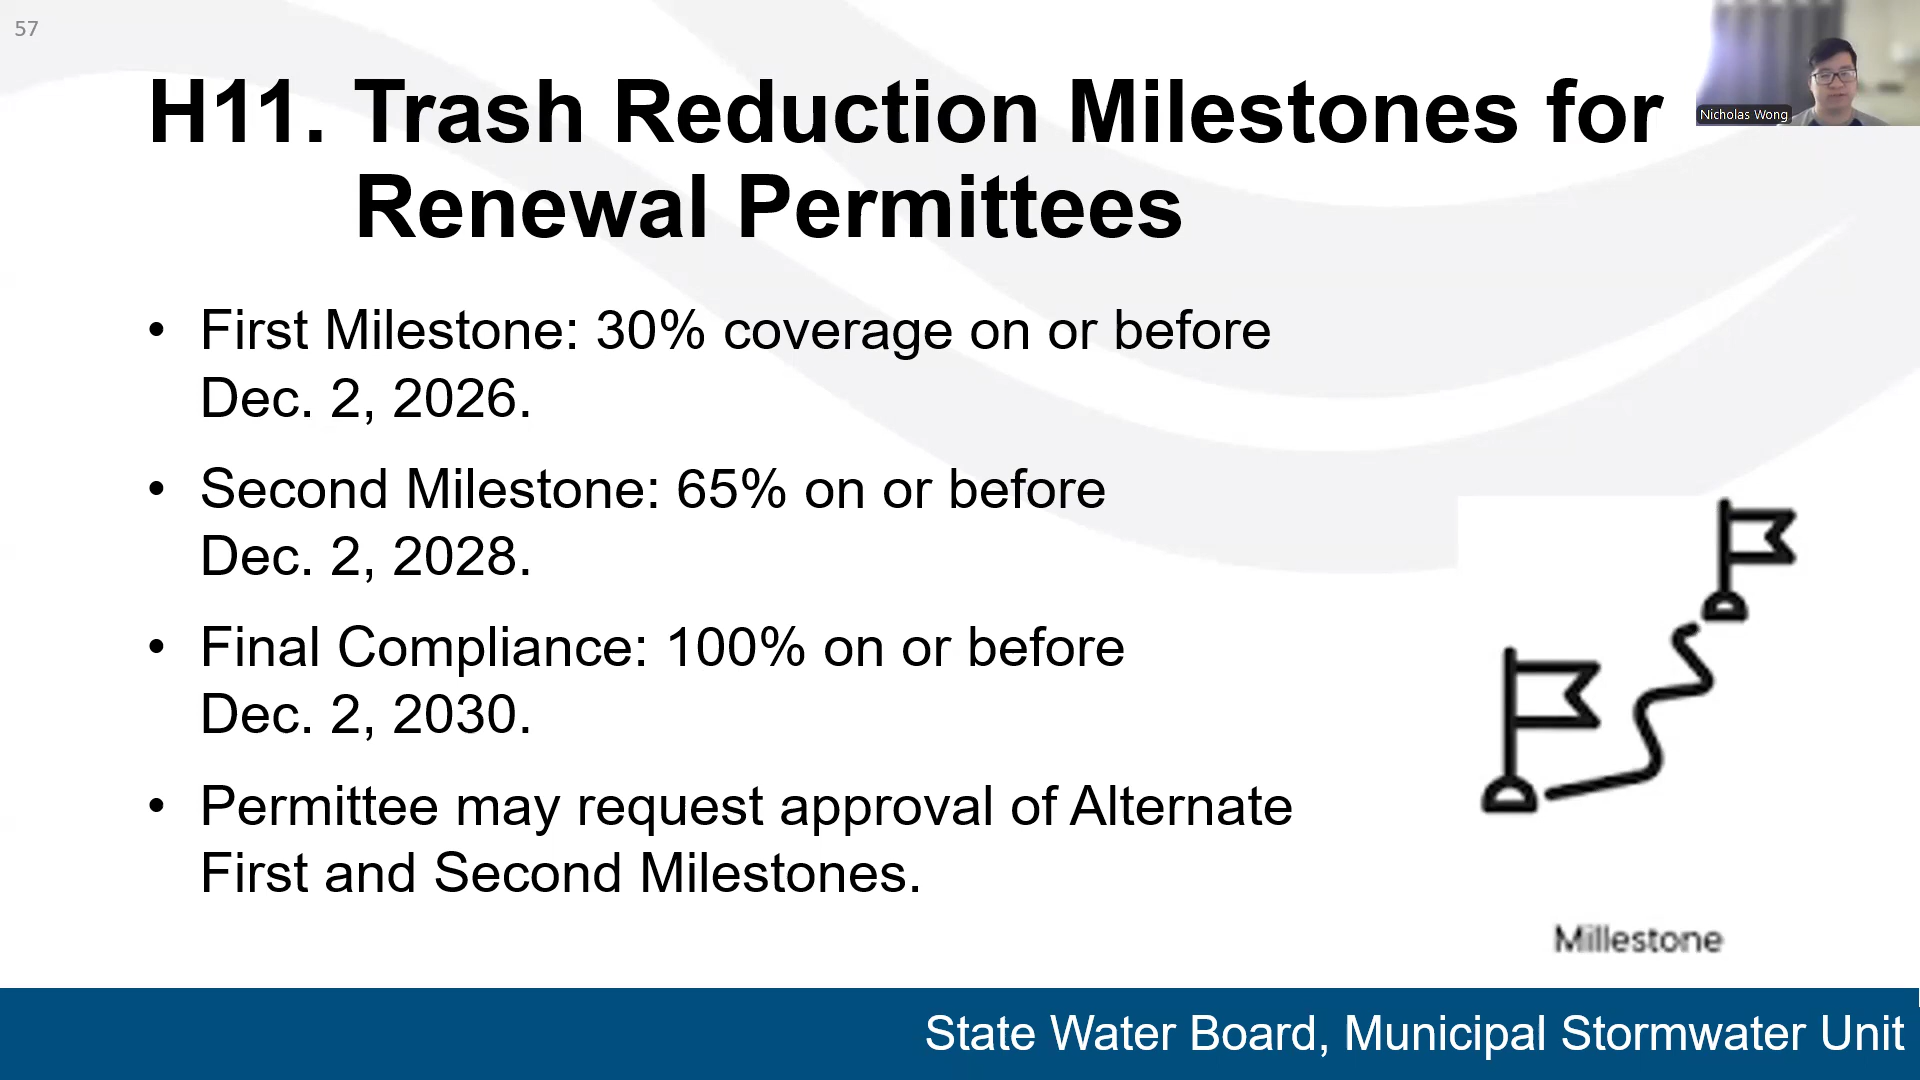 57
H11. Trash Reduction Milestones for
Renewal Permittees
Nicholas Wong
• First Milestone: 30% coverage on or before
Dec. 2, 2026.
• Second Milestone: 65% on or before
Dec. 2, 2028.
• Final Compliance: 100% on or before
Dec. 2, 2030.
• Permittee may request approval of Alternate
First and Second Milestones.
Millestone
State Water Board, Municipal Stormwater Unit